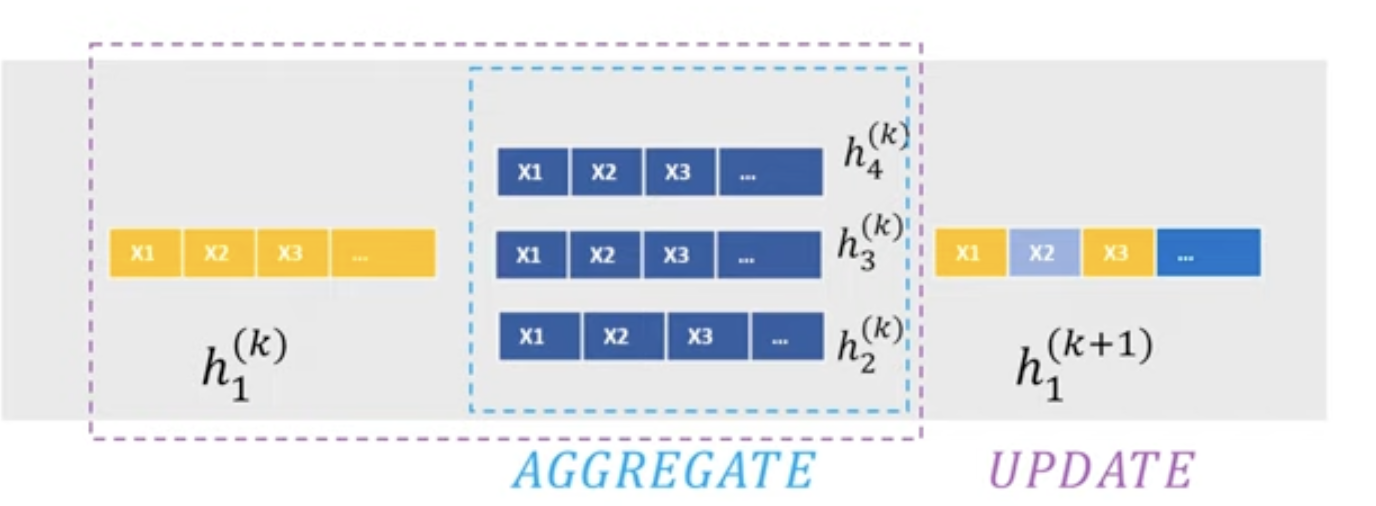 X1 X2 X3 ... h_4^{(k)}
X1 X2 X3 ... h_1^{(k)}
X1 X2 X3 ... h_3^{(k)}
X1 X2 X3 ... h_2^{(k)}
X1 X2 X3 ... h_1^{(k+1)}
AGGREGATE
UPDATE